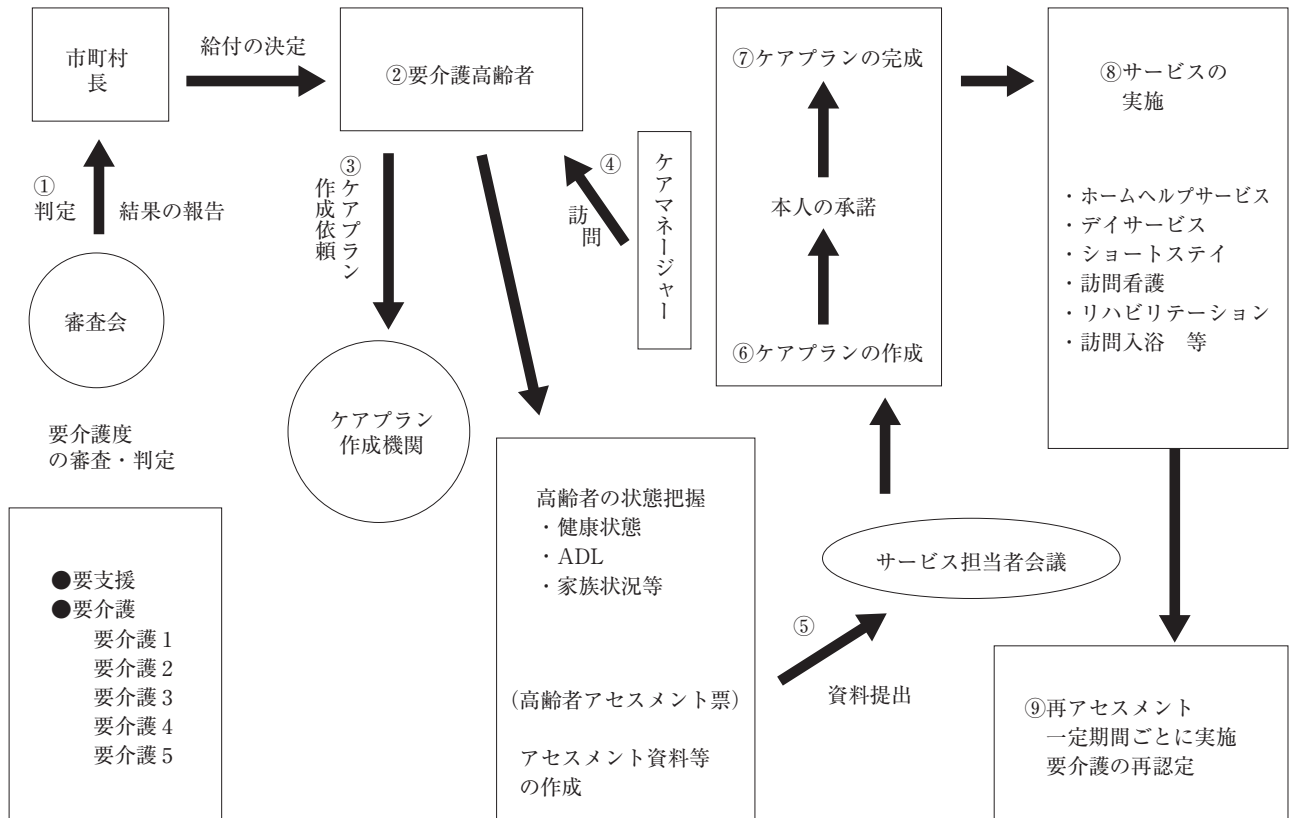 市町村
長
給付の決定
②要介護高齢者
①
判定
結果の報告
審査会
要介護度
の審査・判定
●要支援
●要介護
要介護1
要介護2
要介護3
要介護4
要介護5
③ケアプラン
作成依頼
ケアプラン
作成機関
④
訪問
ケアマネージャー
高齢者の状態把握
・健康状態
・ADL
・家族状況等
（高齢者アセスメント票）
アセスメント資料等
の作成
⑤
資料提出
サービス担当者会議
⑦ケアプランの完成
本人の承諾
⑥ケアプランの作成
⑧サービスの
実施
・ホームヘルプサービス
・デイサービス
・ショートステイ
・訪問看護
・リハビリテーション
・訪問入浴　等
⑨再アセスメント
一定期間ごとに実施
要介護の再認定